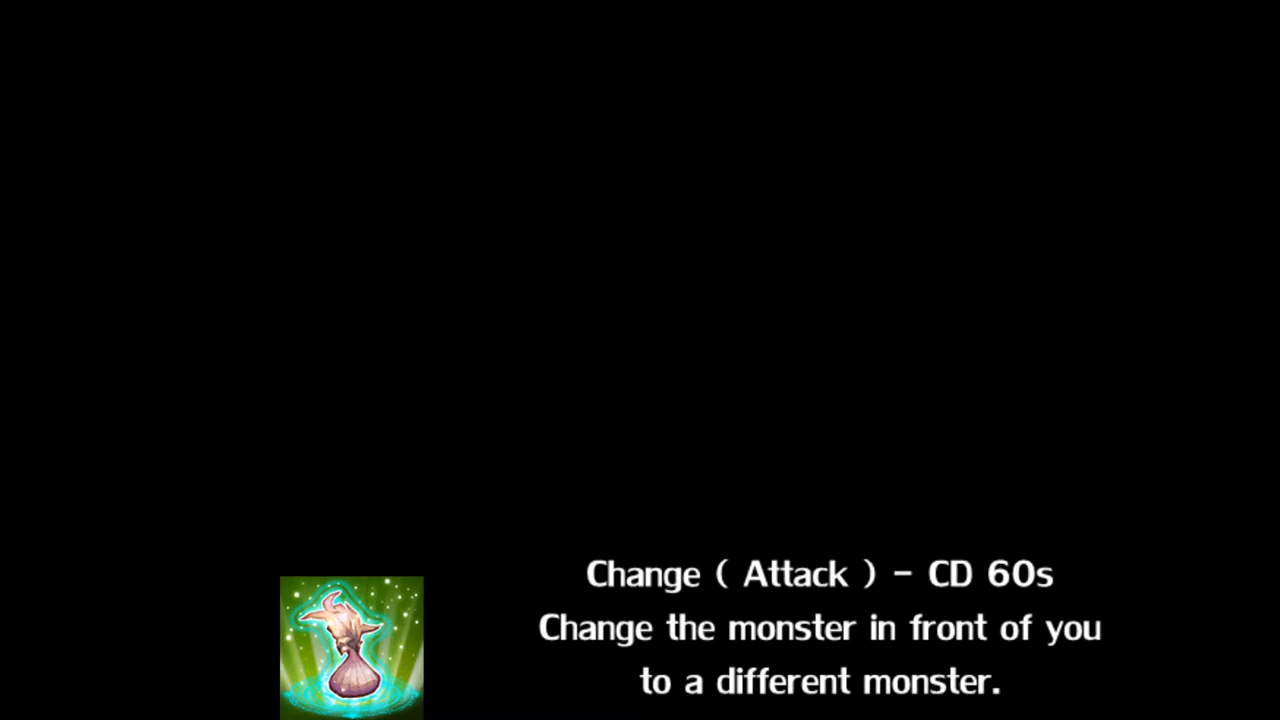 Change ( Attack ) - CD 60s
Change the monster in front of you
to a different monster.